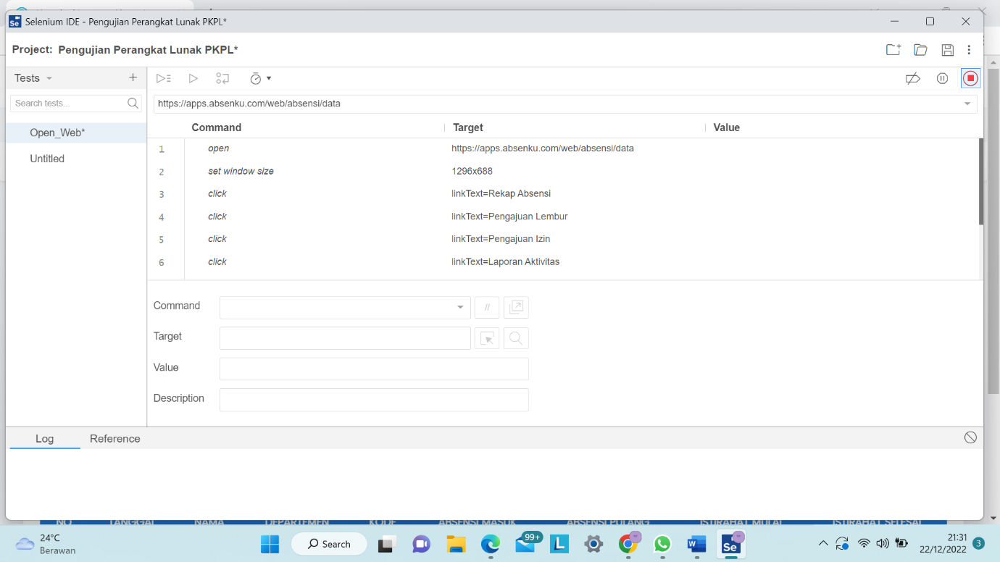 Selenium IDE - Pengujian Perangkat Lunak PKPL*
Project: Pengujian Perangkat Lunak PKPL*
Tests
Search tests...
https://apps.absenku.com/web/absensi/data
Command Target Value
Open_Web*
Untitled
1 open https://apps.absenku.com/web/absensi/data
2 set window size 1296x688
3 click linkText=Rekap Absensi
4 click linkText=Pengajuan Lembur
5 click linkText=Pengajuan Izin
6 click linkText=Laporan Aktivitas
Command
//
Target
Value
Description
Log Reference
NO TANGGAL NAMA DEPARTEMEN KODE ABSENSI MASUK ABSENSI PULANG ISTIRAHAT MULAI ISTIRAHAT SELESAI
24°C
Berawan
Search
99+
L
W
Se
21:31
22/12/2022
3